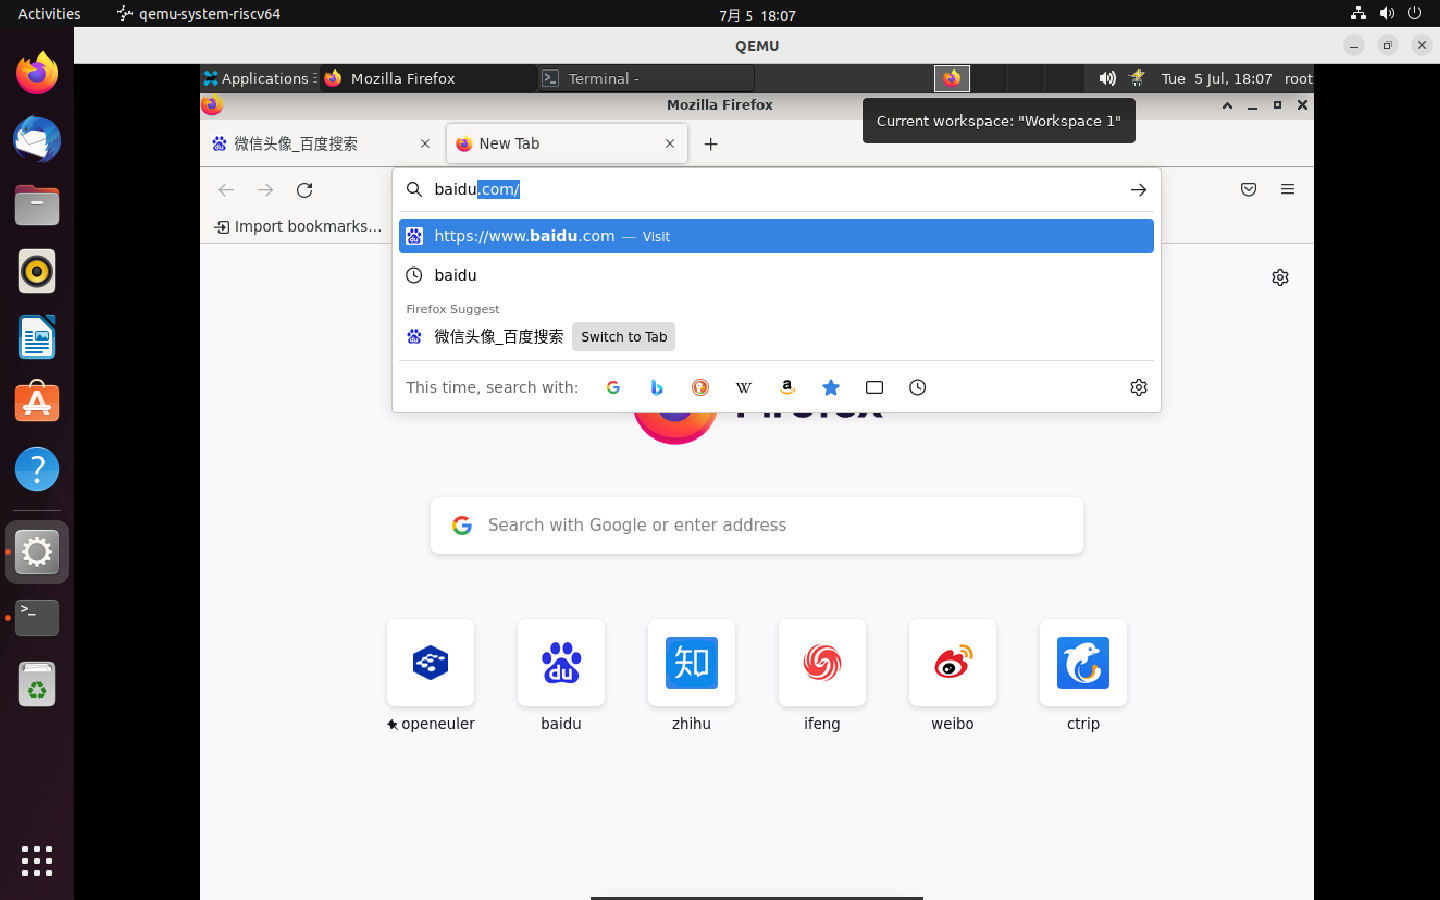 Activities
qemu-system-riscv64
7月 5 18:07
QEMU
Applications
Mozilla Firefox
Terminal -
Tue 5 Jul, 18:07
root
Mozilla Firefox
Current workspace: "Workspace 1"
微信头像_百度搜索
New Tab
baidu.com/
Import bookmarks...
https://www.baidu.com — Visit
baidu
Firefox Suggest
微信头像_百度搜索 Switch to Tab
This time, search with:
Search with Google or enter address
知
du
openeuler
baidu
zhihu
ifeng
weibo
ctrip